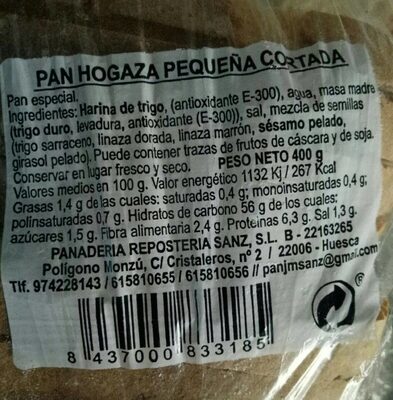 PAN HOGAZA PEQUEÑA CORTADA
Pan especial.
Ingredientes: Harina de trigo, (antioxidante E-300), agua, masa madre
(trigo duro, levadura, antioxidante (E-300)), sal, mezcla de semillas
(trigo sarraceno, linaza dorada, linaza marrón, sésamo pelado,
girasol pelado). Puede contener trazas de frutos de cáscara y de soja.
Conservar en lugar fresco y seco. PESO NETO 400 g
Valores medios en 100 g. Valor energético 1132 Kj / 267 Kcal
Grasas 1,4 g de las cuales: saturadas 0,4 g; monoinsaturadas 0,4 g;
polinsaturadas 0,7 g. Hidratos de carbono 56 g de los cuales:
azúcares 1,5 g. Fibra alimentaria 2,4 g. Proteínas 6,3 g. Sal 1,3 g.
PANADERIA REPOSTERIA SANZ, S.L. B - 22163265
Polígono Monzú, C/ Cristaleros, nº 2 / 22006 - Huesca
Tlf. 974228143 / 615810655 / 615810656 // panjmsanz@gmail.com
8 437000 833185